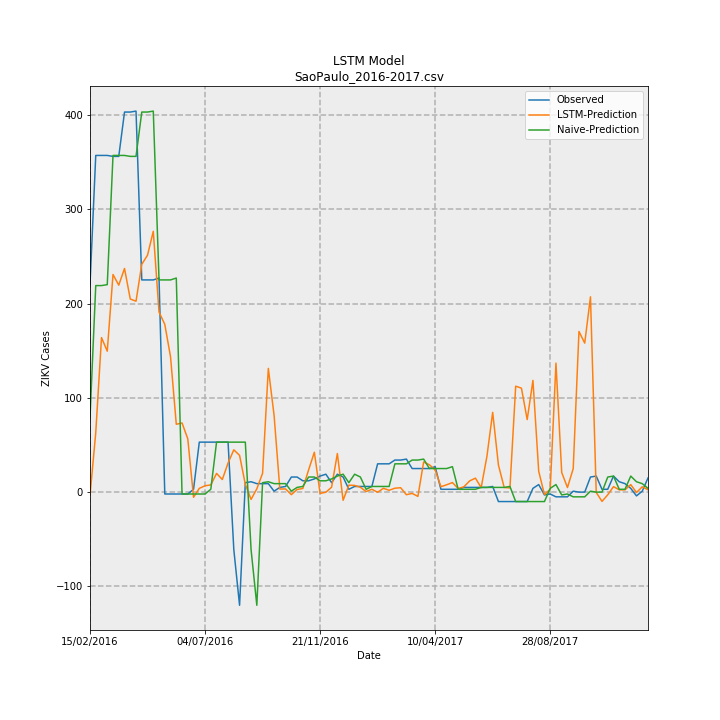 LSTM Model
SaoPaulo_2016-2017.csv
Observed
LSTM-Prediction
Naive-Prediction
400
300
200
100
0
−100
ZIKV Cases
15/02/2016
04/07/2016
21/11/2016
10/04/2017
28/08/2017
Date